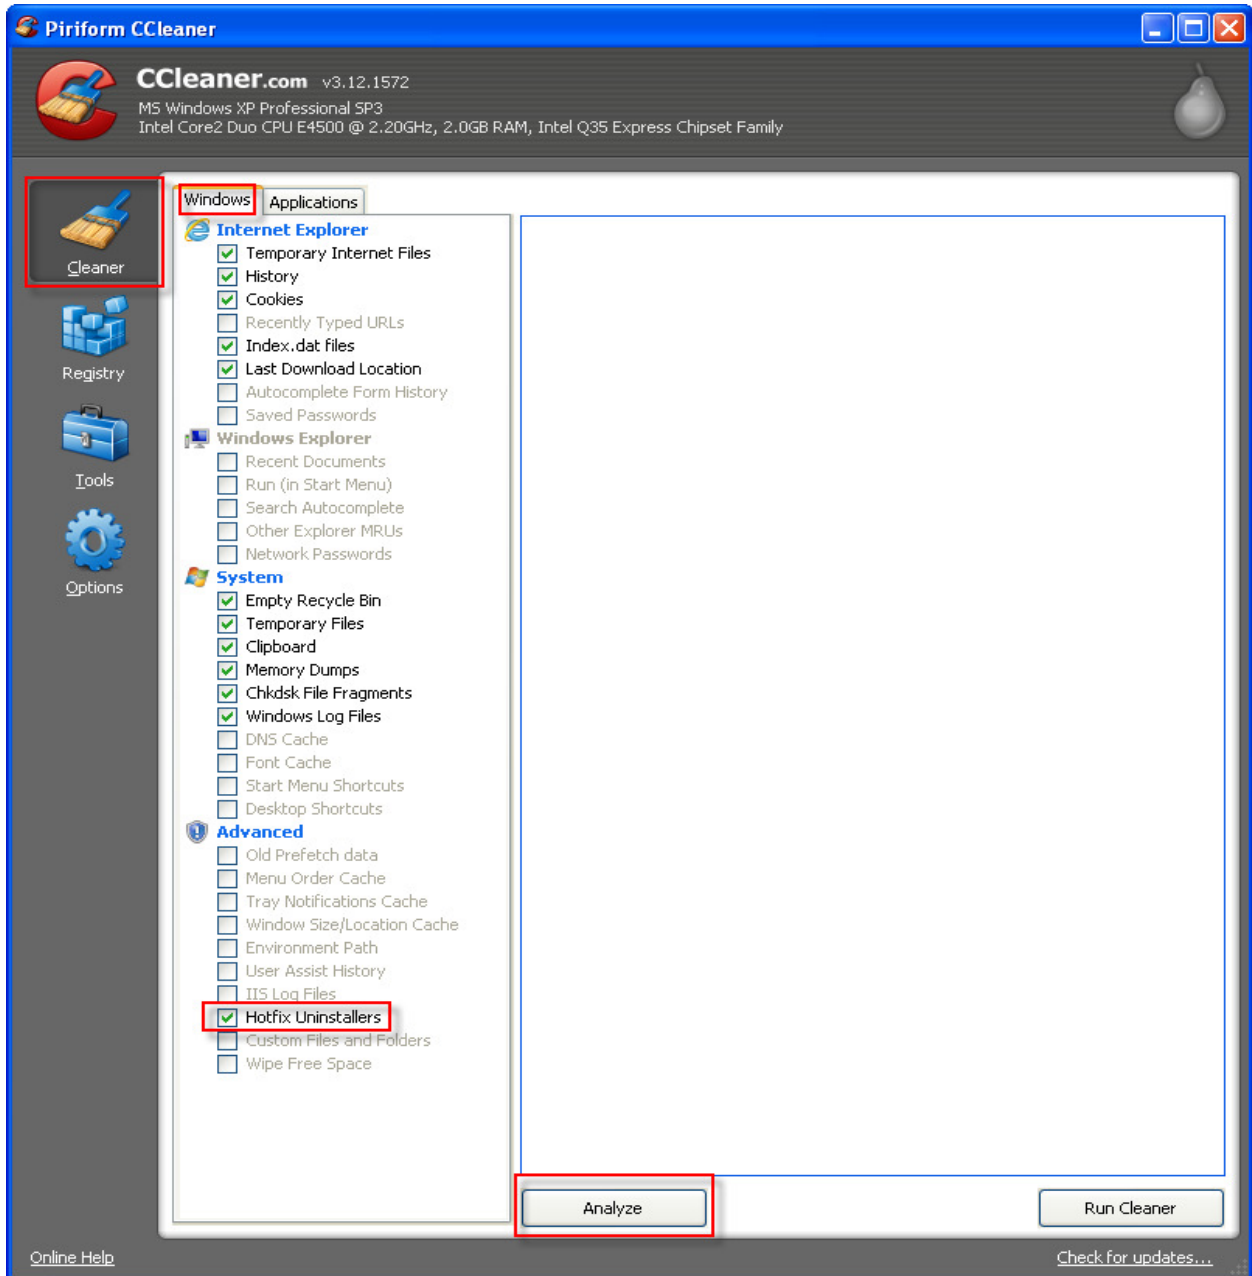 Piriform CCleaner
CCleaner.com v3.12.1572
MS Windows XP Professional SP3
Intel Core2 Duo CPU E4500 @ 2.20GHz, 2.0GB RAM, Intel Q35 Express Chipset Family
Cleaner
Registry
Tools
Options
Windows
Applications
Internet Explorer
Temporary Internet Files
History
Cookies
Recently Typed URLs
Index.dat files
Last Download Location
Autocomplete Form History
Saved Passwords
Windows Explorer
Recent Documents
Run (in Start Menu)
Search Autocomplete
Other Explorer MRUs
Network Passwords
System
Empty Recycle Bin
Temporary Files
Clipboard
Memory Dumps
Chkdsk File Fragments
Windows Log Files
DNS Cache
Font Cache
Start Menu Shortcuts
Desktop Shortcuts
Advanced
Old Prefetch data
Menu Order Cache
Tray Notifications Cache
Window Size/Location Cache
Environment Path
User Assist History
IIS Log Files
Hotfix Uninstallers
Custom Files and Folders
Wipe Free Space
Analyze
Run Cleaner
Online Help
Check for updates...